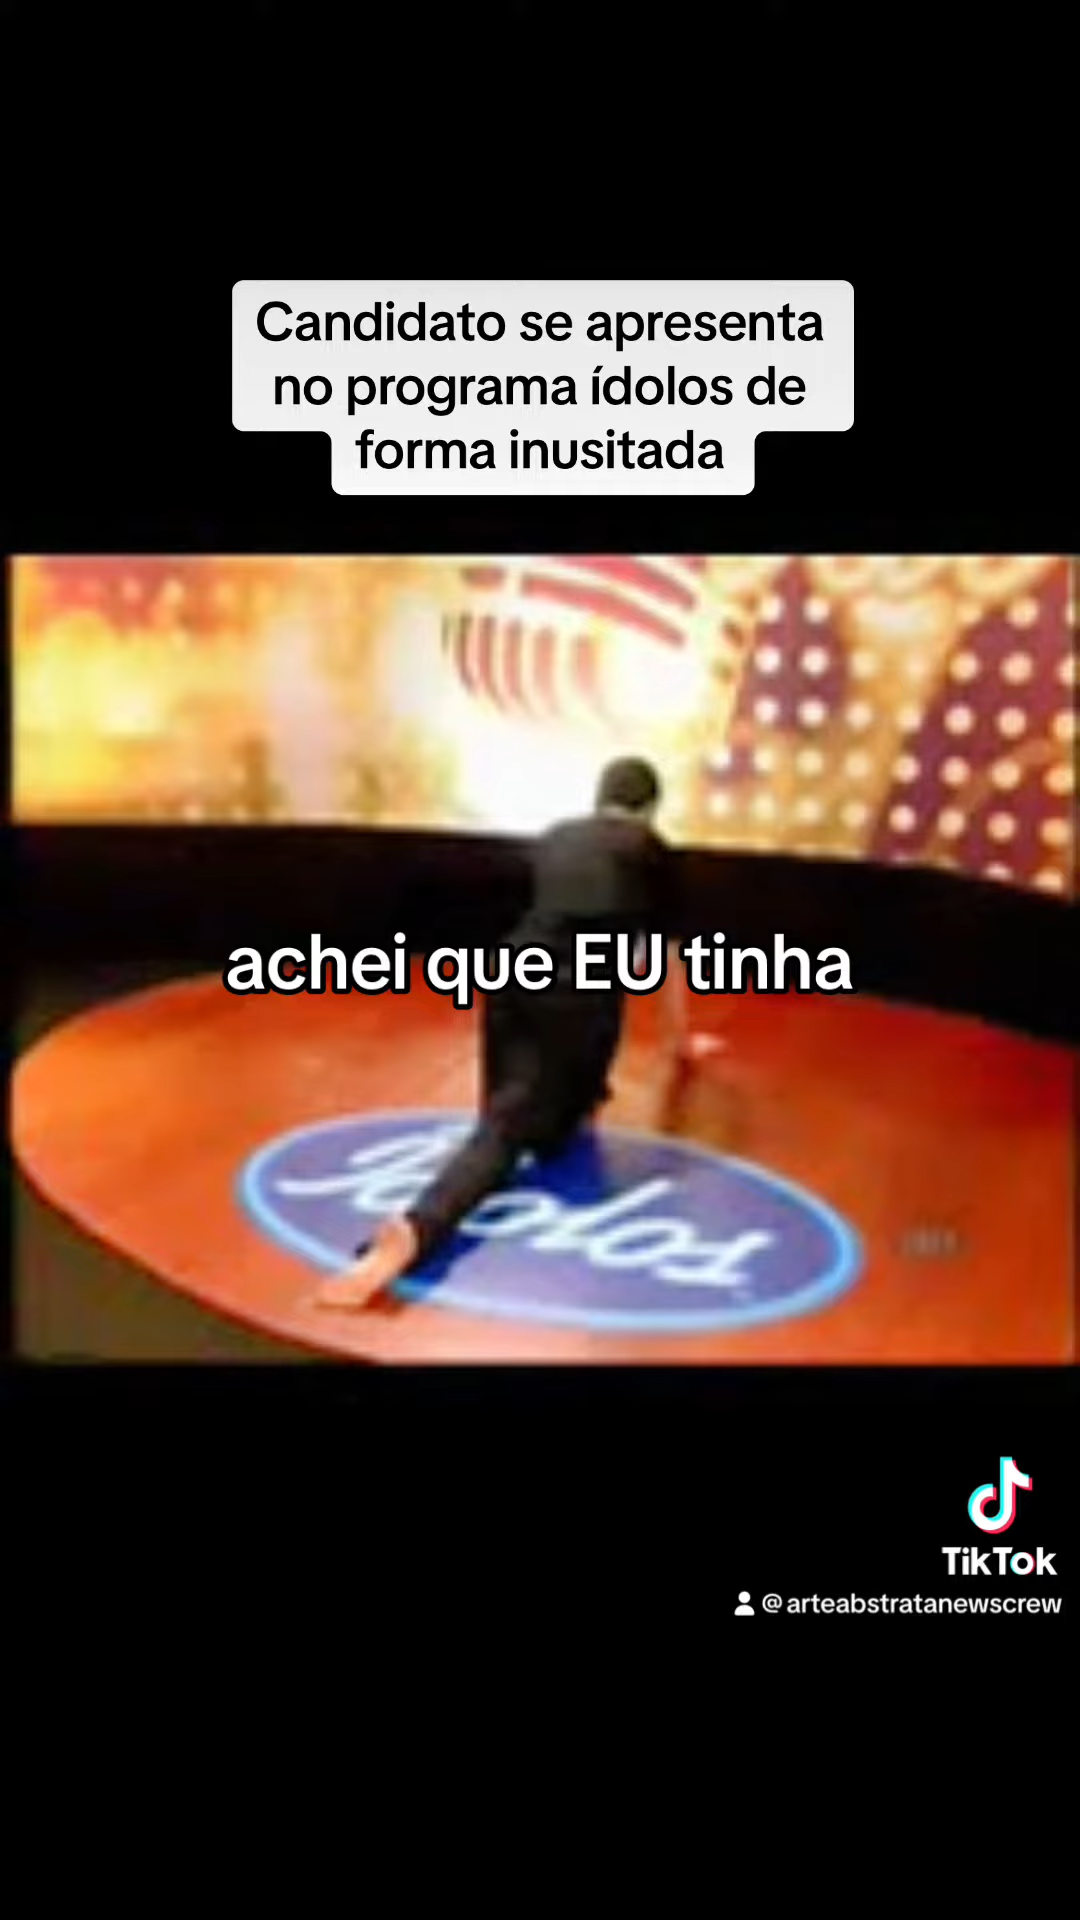 Candidato se apresenta
no programa ídolos de
forma inusitada
achei que EU tinha
Ídolos
TikTok
@arteabstratanewscrew